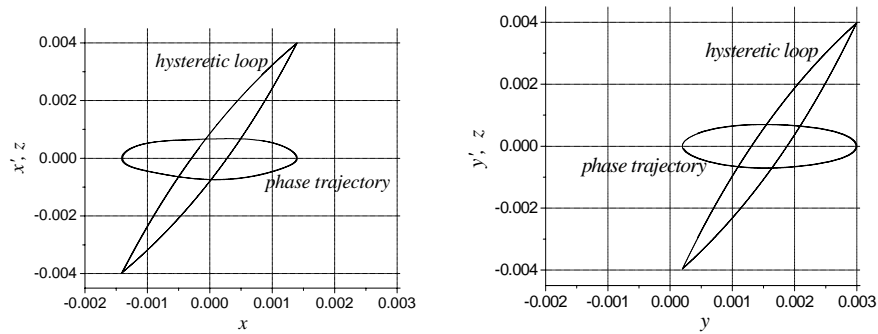 0.004
0.002
0.000
-0.002
-0.004
x', z
hysteretic loop
phase trajectory
-0.002 -0.001 0.000 0.001 0.002 0.003
x
0.004
0.002
0.000
-0.002
-0.004
y', z
hysteretic loop
phase trajectory
-0.002 -0.001 0.000 0.001 0.002 0.003
y